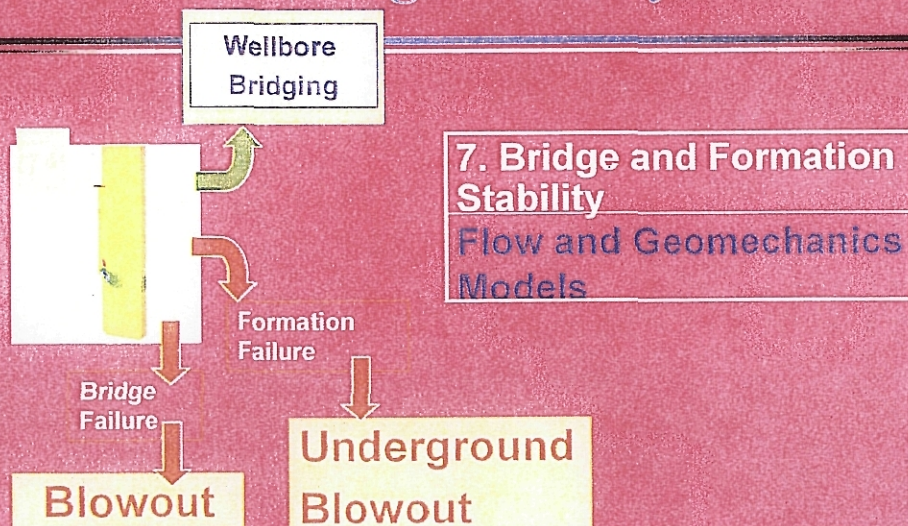 Wellbore
Bridging
7. Bridge and Formation
Stability
Flow and Geomechanics
Models
Formation
Failure
Bridge
Failure
Underground
Blowout
Blowout